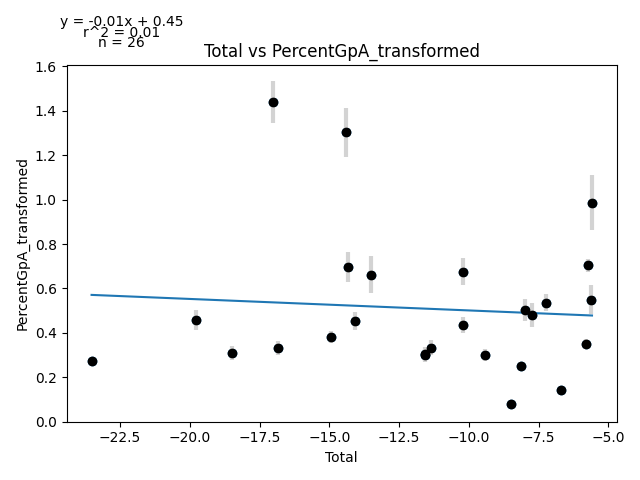 y = -0.01x + 0.45
r^2 = 0.01
n = 26
Total vs PercentGpA_transformed
PercentGpA_transformed
1.6
1.4
1.2
1.0
0.8
0.6
0.4
0.2
0.0
−22.5 −20.0 −17.5 −15.0 −12.5 −10.0 −7.5 −5.0
Total